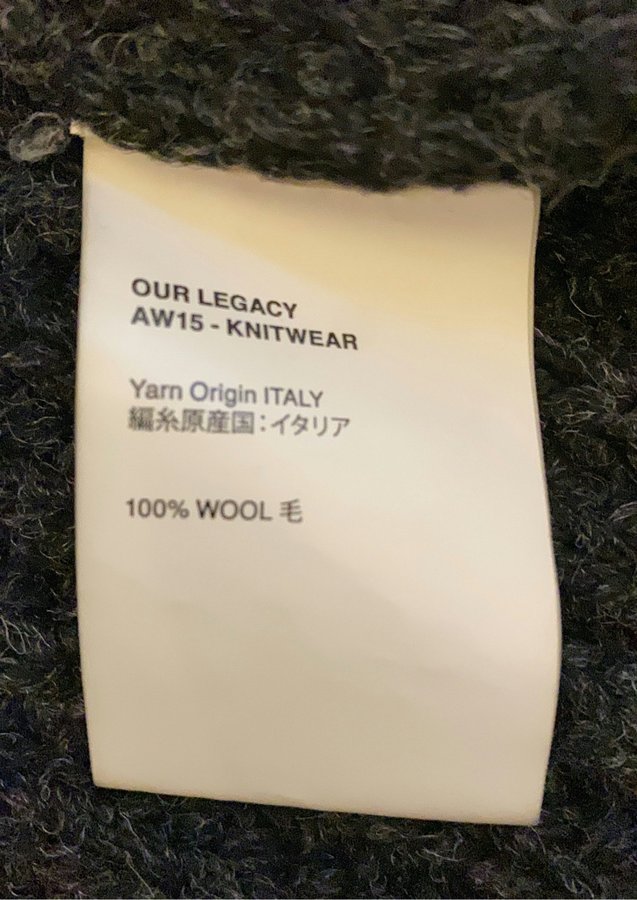 OUR LEGACY
AW15 - KNITWEAR
Yarn Origin ITALY
編糸原産国:イタリア
100% WOOL 毛